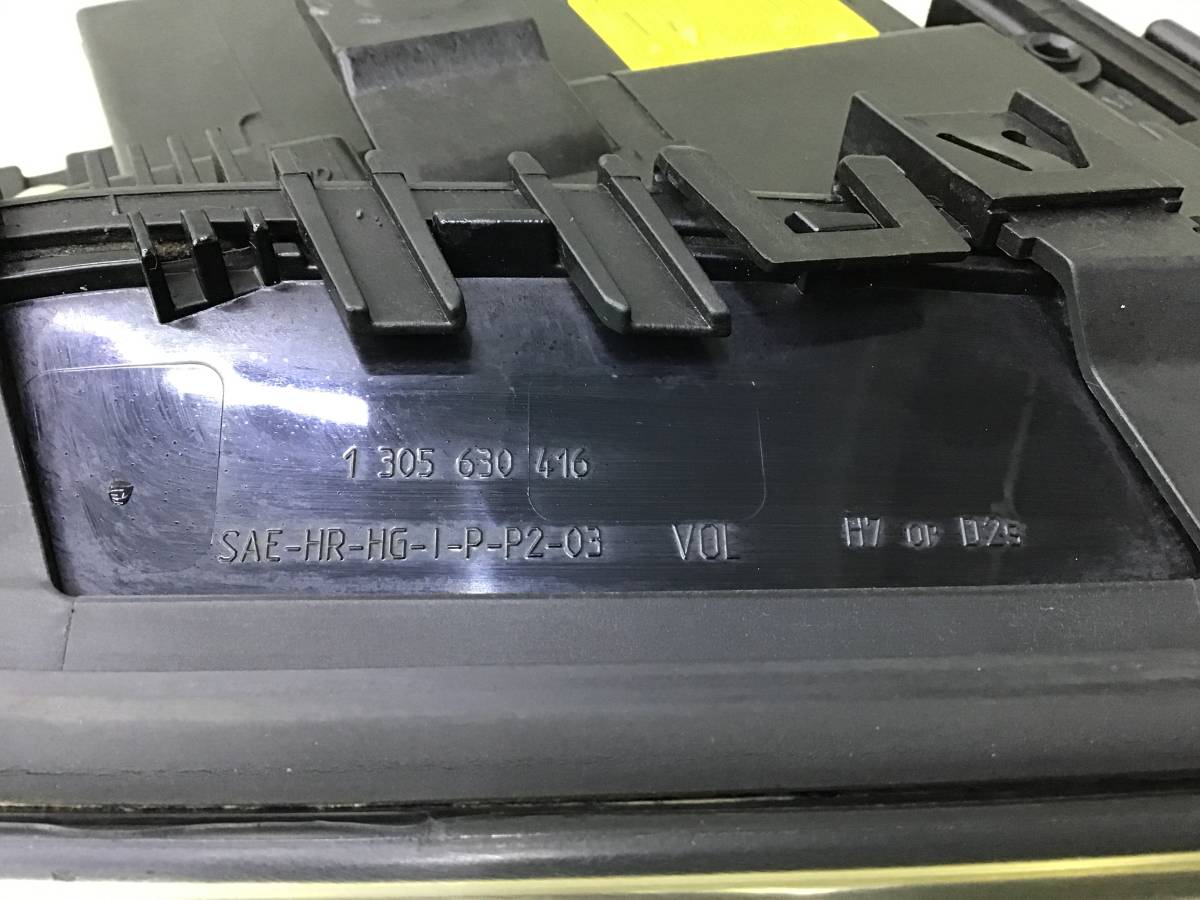 1 305 630 416
SAE-HR-HG-I-P-P2-03 VOL H7 or D2s